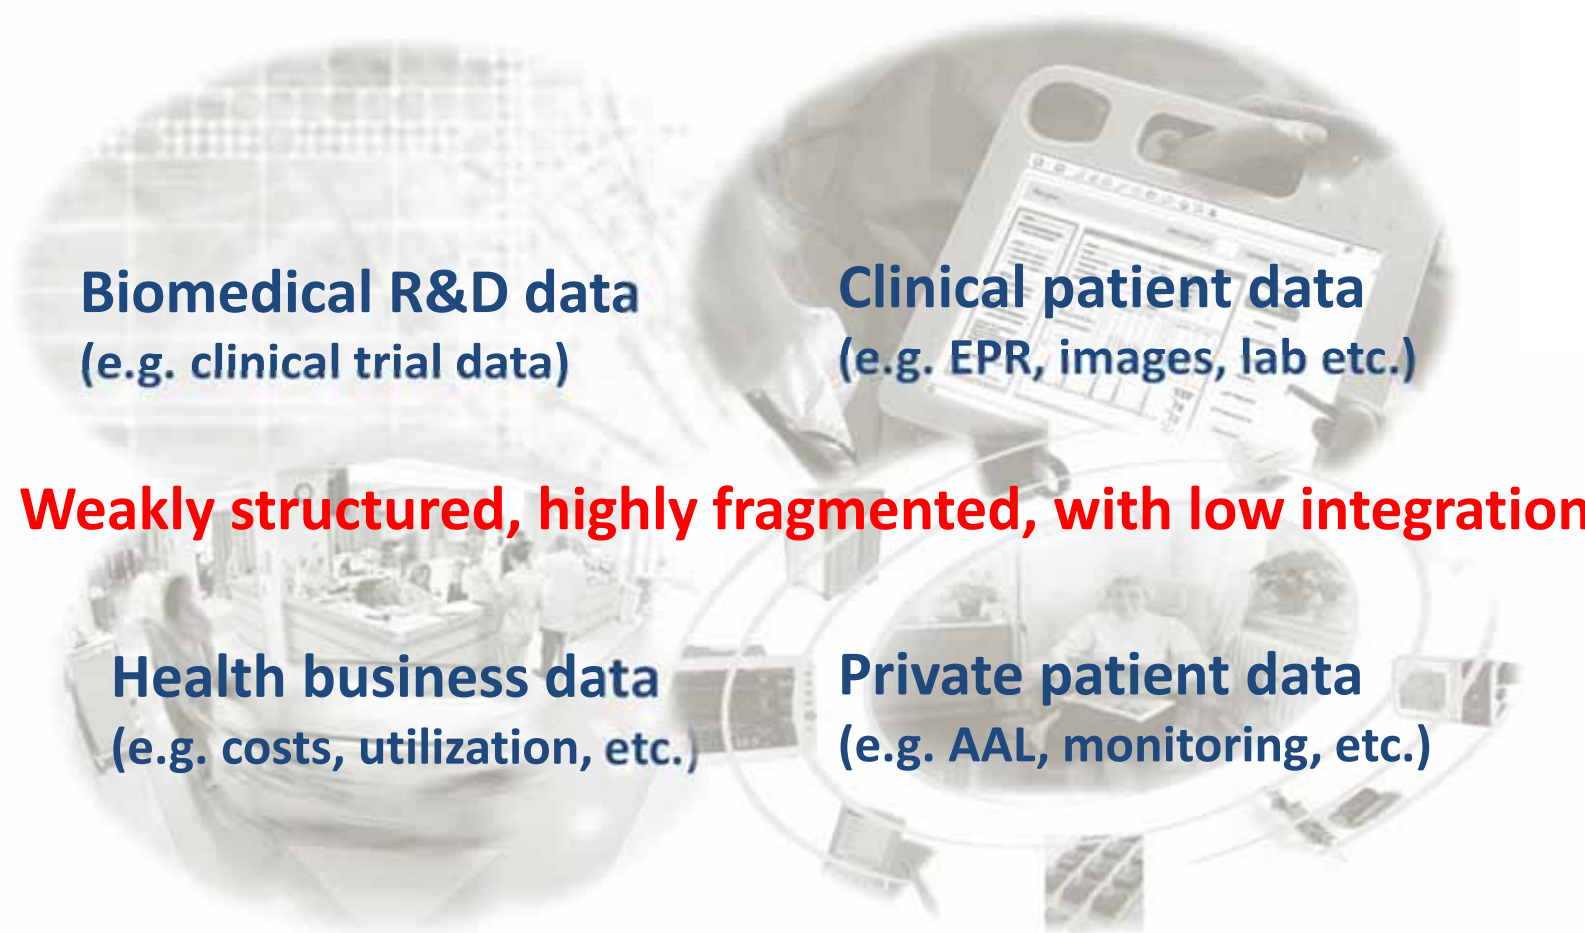 Biomedical R&D data
(e.g. clinical trial data)
Clinical patient data
(e.g. EPR, images, lab etc.)
Weakly structured, highly fragmented, with low integration
Health business data
(e.g. costs, utilization, etc.)
Private patient data
(e.g. AAL, monitoring, etc.)